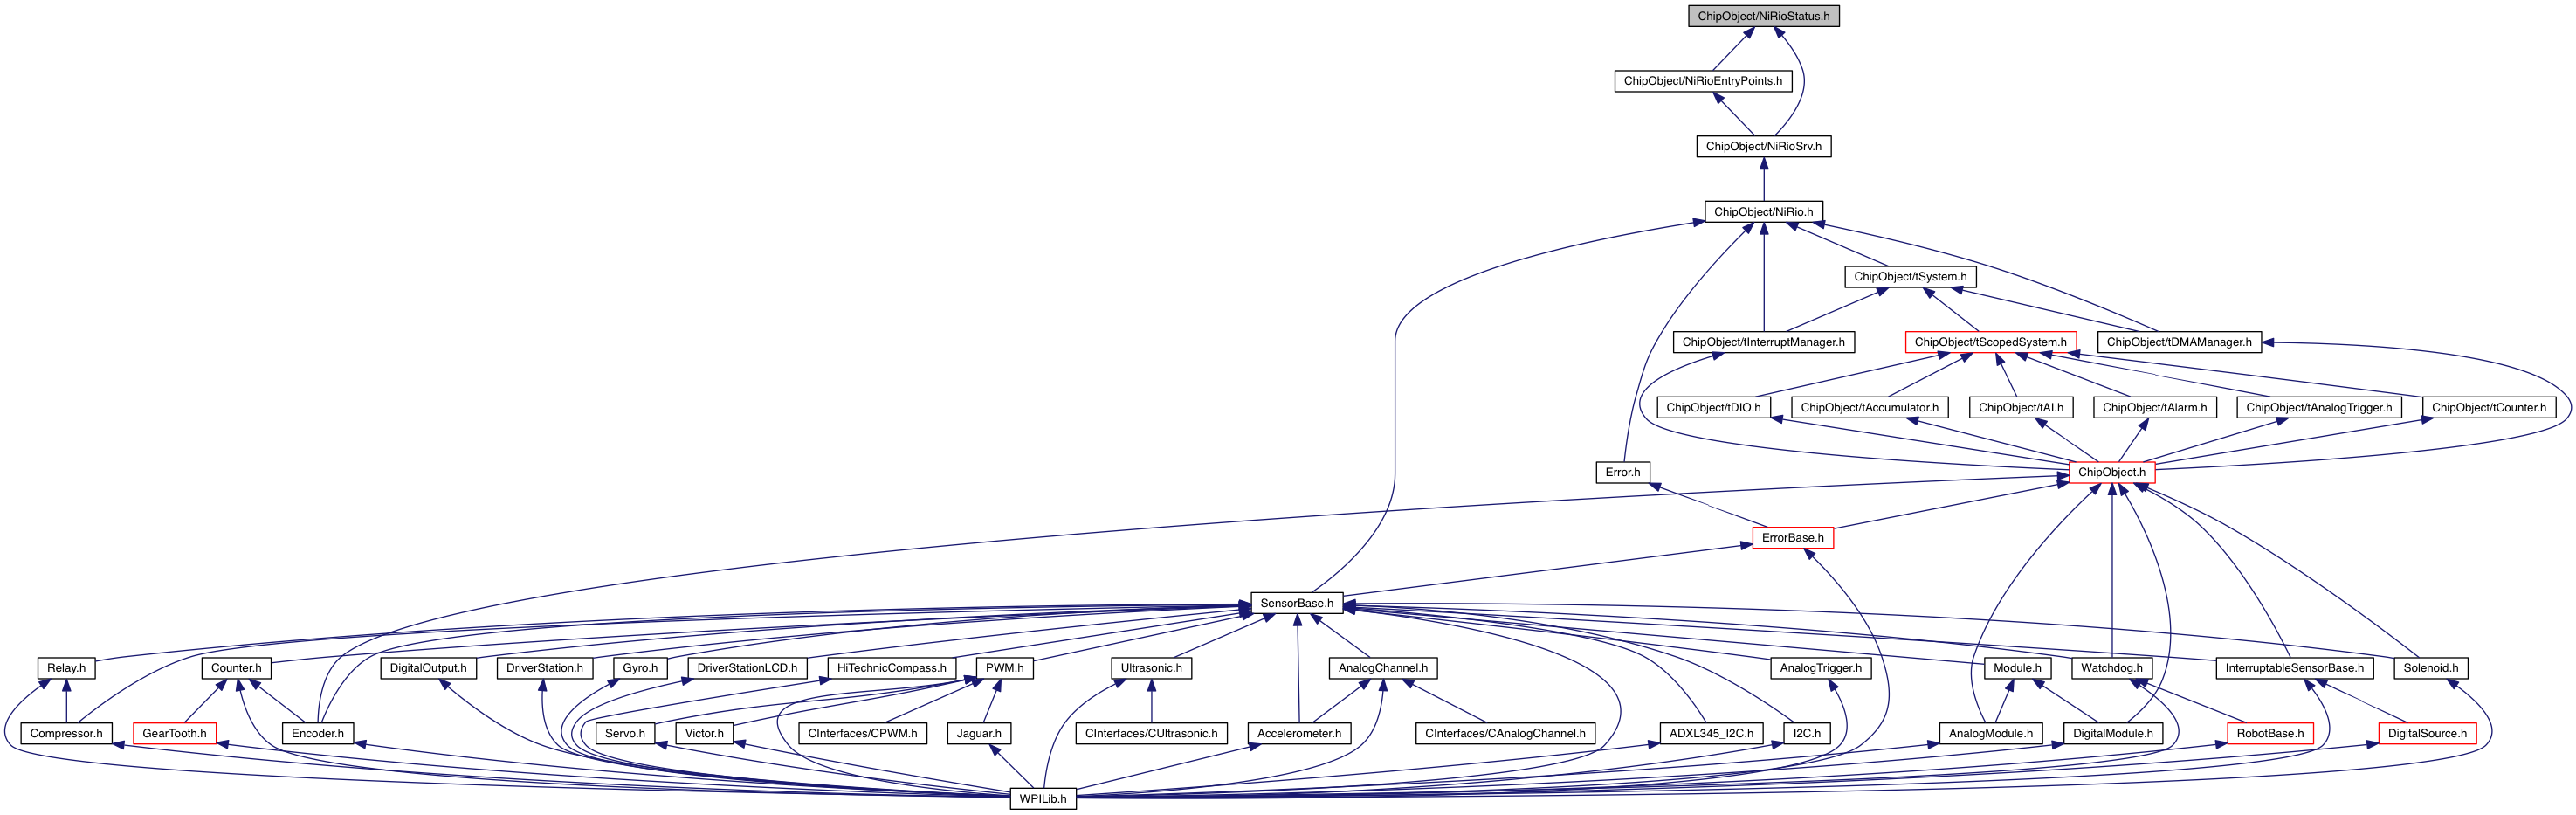 ChipObject/NiRioStatus.h
ChipObject/NiRioEntryPoints.h
ChipObject/NiRioSrv.h
ChipObject/NiRio.h
ChipObject/tSystem.h
ChipObject/tInterruptManager.h
ChipObject/tScopedSystem.h
ChipObject/tDMAManager.h
ChipObject/tDIO.h
ChipObject/tAccumulator.h
ChipObject/tAI.h
ChipObject/tAlarm.h
ChipObject/tAnalogTrigger.h
ChipObject/tCounter.h
Error.h
ChipObject.h
ErrorBase.h
SensorBase.h
Relay.h
Counter.h
DigitalOutput.h
DriverStation.h
Gyro.h
DriverStationLCD.h
HiTechnicCompass.h
PWM.h
Ultrasonic.h
AnalogChannel.h
AnalogTrigger.h
Module.h
Watchdog.h
InterruptableSensorBase.h
Solenoid.h
Compressor.h
GearTooth.h
Encoder.h
Servo.h
Victor.h
CInterfaces/CPWM.h
Jaguar.h
CInterfaces/CUltrasonic.h
Accelerometer.h
CInterfaces/CAnalogChannel.h
ADXL345_I2C.h
I2C.h
AnalogModule.h
DigitalModule.h
RobotBase.h
DigitalSource.h
WPILib.h